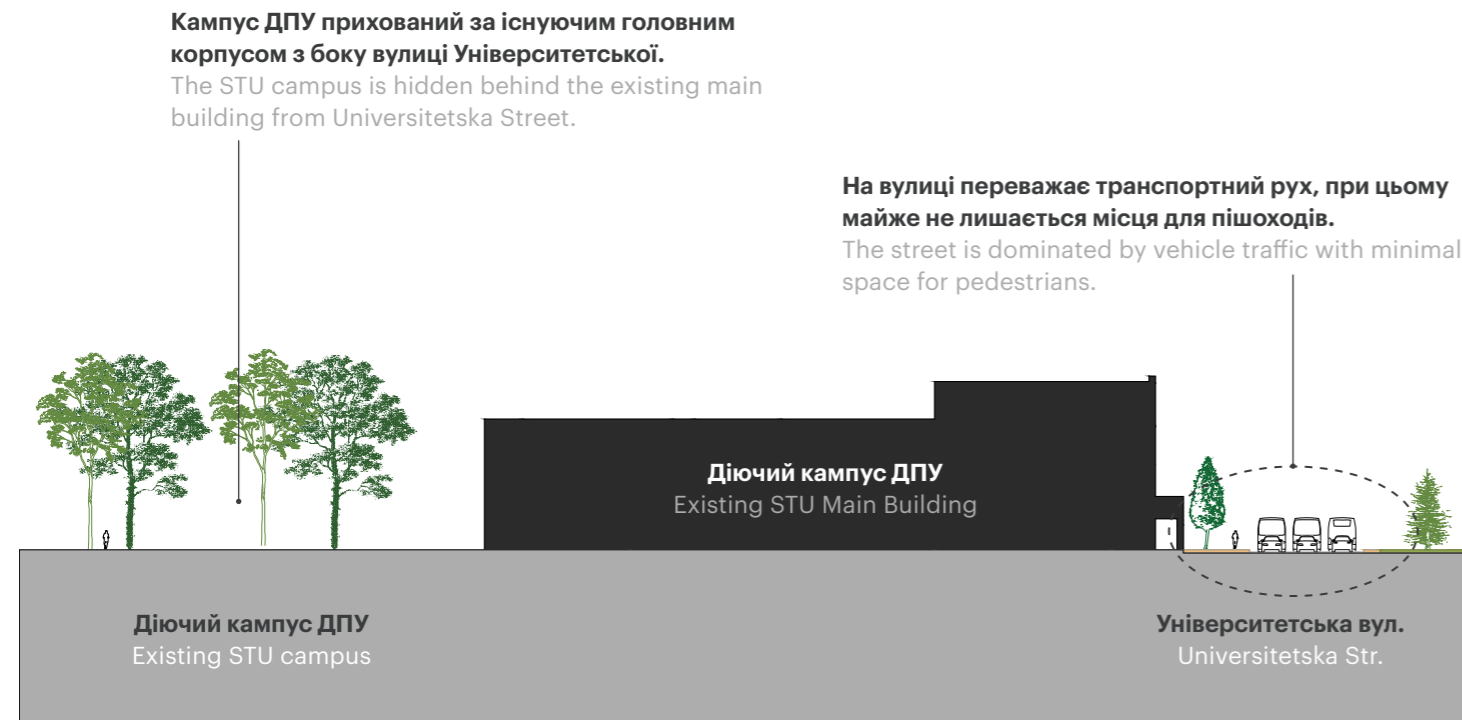 Кампус ДПУ прихований за існуючим головним
корпусом з боку вулиці Університетської.
The STU campus is hidden behind the existing main
building from Universitetska Street.
На вулиці переважає транспортний рух, при цьому
майже не лишається місця для пішоходів.
The street is dominated by vehicle traffic with minimal
space for pedestrians.
Діючий кампус ДПУ
Existing STU Main Building
Діючий кампус ДПУ
Existing STU campus
Університетська вул.
Universitetska Str.